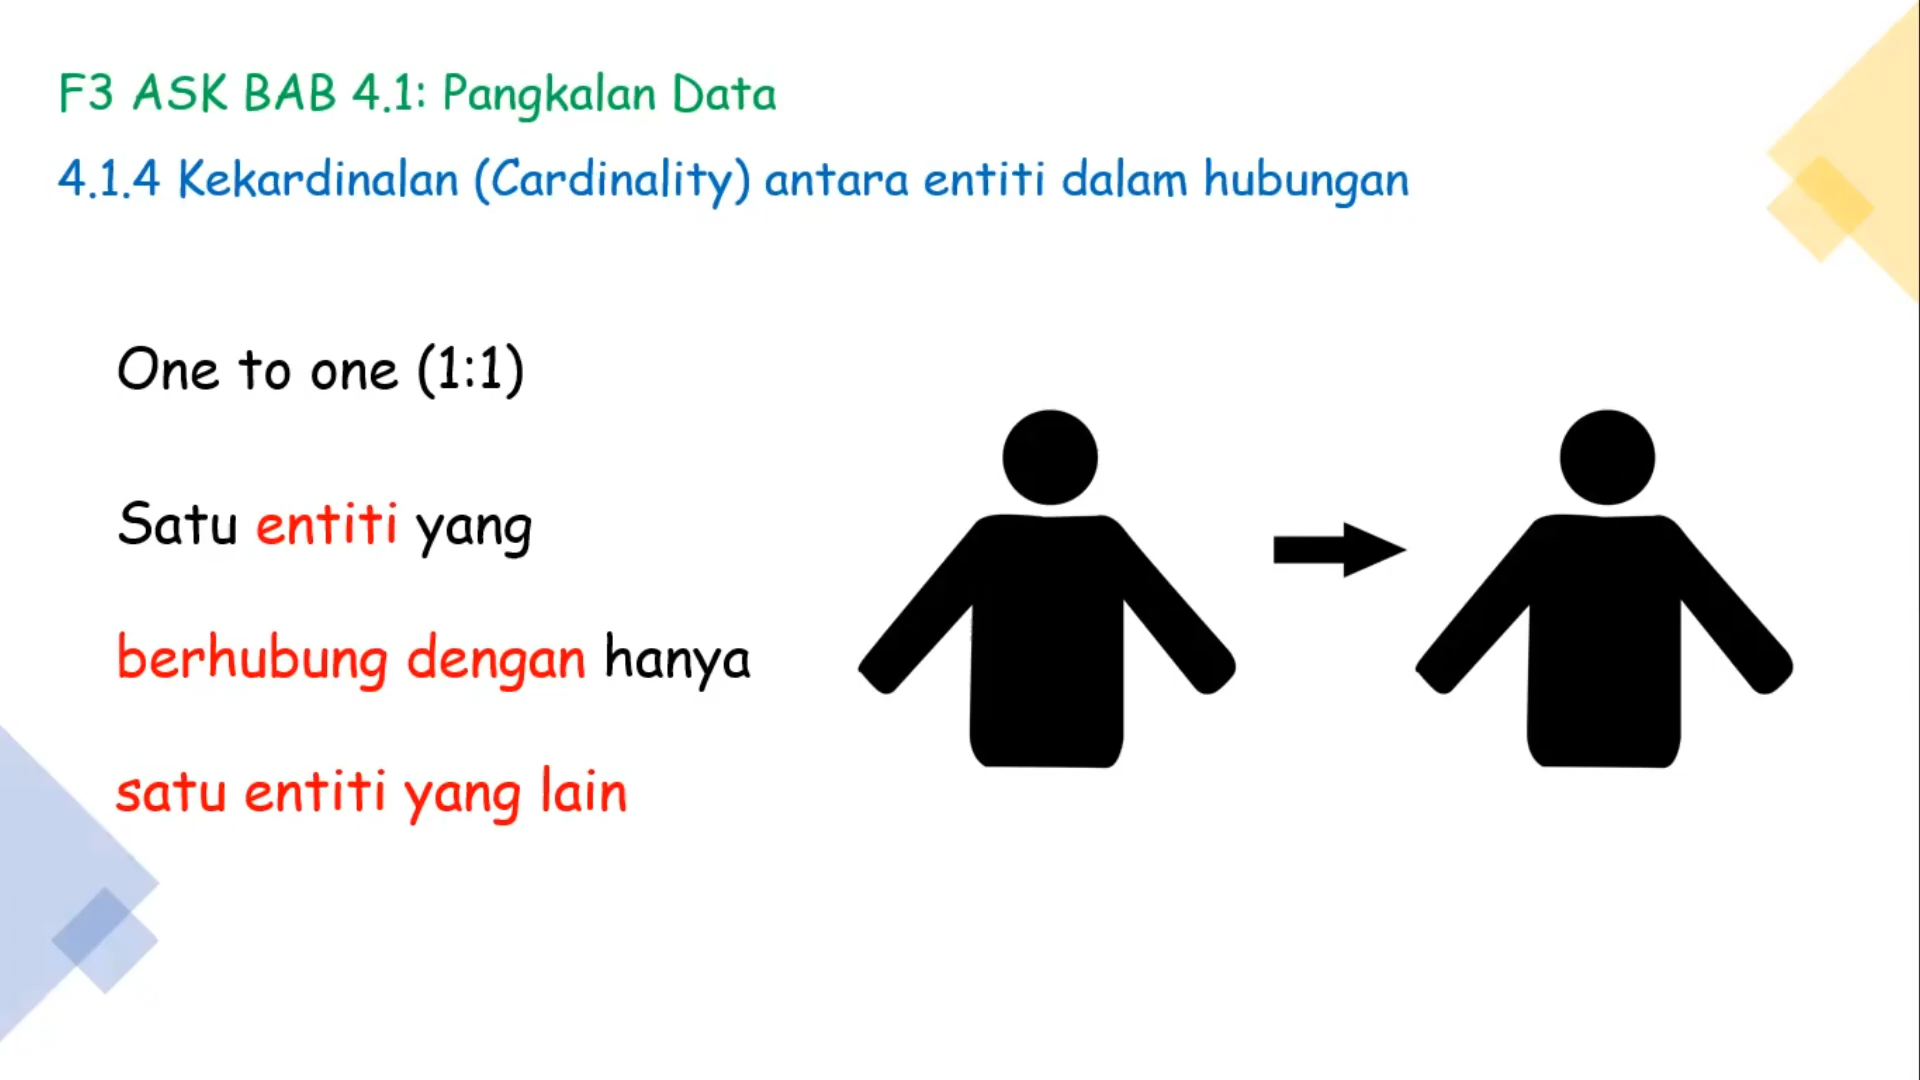 F3 ASK BAB 4.1: Pangkalan Data
4.1.4 Kekardinalan (Cardinality) antara entiti dalam hubungan
One to one (1:1)
Satu entiti yang
berhubung dengan hanya
satu entiti yang lain